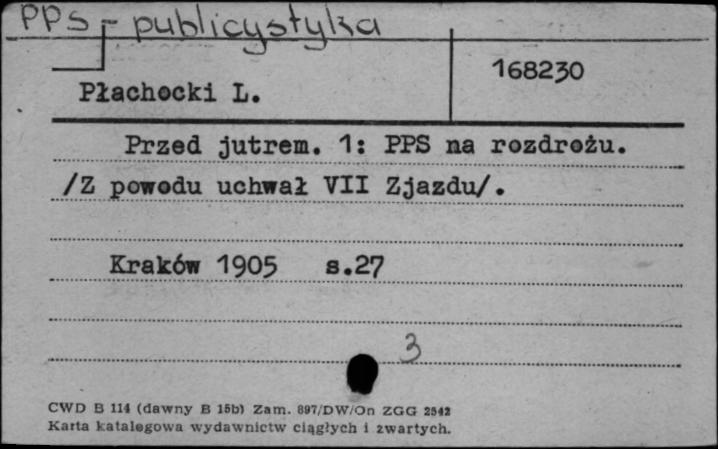 PPS - publicystyka
168230
Płachocki L.
Przed jutrem. 1: PPS na rozdrożu.
/Z powodu uchwał VII Zjazdu/.
Kraków 1905 s.27
3
CWD B 114 (dawny B 15b) Zam. 897/DW/On ZGG 2542
Karta katalogowa wydawnictw ciągłych i zwartych.